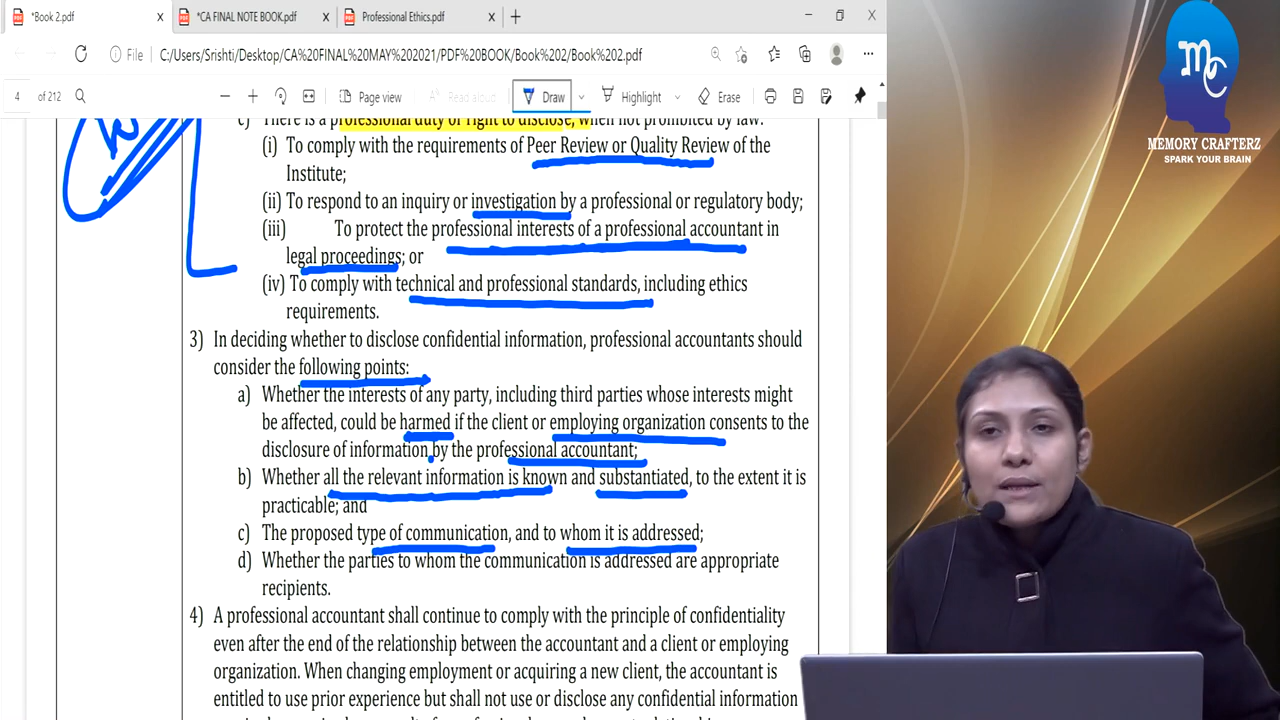 *Book 2.pdf
*CA FINAL NOTE BOOK.pdf
Professional Ethics.pdf
File
C:/Users/Srishti/Desktop/CA%20FINAL%20MAY%202021/PDF%20BOOK/Book%202/Book%202.pdf
4 of 212
Page view
Read aloud
Draw
Highlight
Erase
c) There is a professional duty or right to disclose, when not prohibited by law:
(i) To comply with the requirements of Peer Review or Quality Review of the
Institute;
(ii) To respond to an inquiry or investigation by a professional or regulatory body;
(iii) To protect the professional interests of a professional accountant in
legal proceedings; or
(iv) To comply with technical and professional standards, including ethics
requirements.
3) In deciding whether to disclose confidential information, professional accountants should
consider the following points:
a) Whether the interests of any party, including third parties whose interests might
be affected, could be harmed if the client or employing organization consents to the
disclosure of information by the professional accountant;
b) Whether all the relevant information is known and substantiated, to the extent it is
practicable; and
c) The proposed type of communication, and to whom it is addressed;
d) Whether the parties to whom the communication is addressed are appropriate
recipients.
4) A professional accountant shall continue to comply with the principle of confidentiality
even after the end of the relationship between the accountant and a client or employing
organization. When changing employment or acquiring a new client, the accountant is
entitled to use prior experience but shall not use or disclose any confidential information
MC
MEMORY CRAFTERZ
SPARK YOUR BRAIN